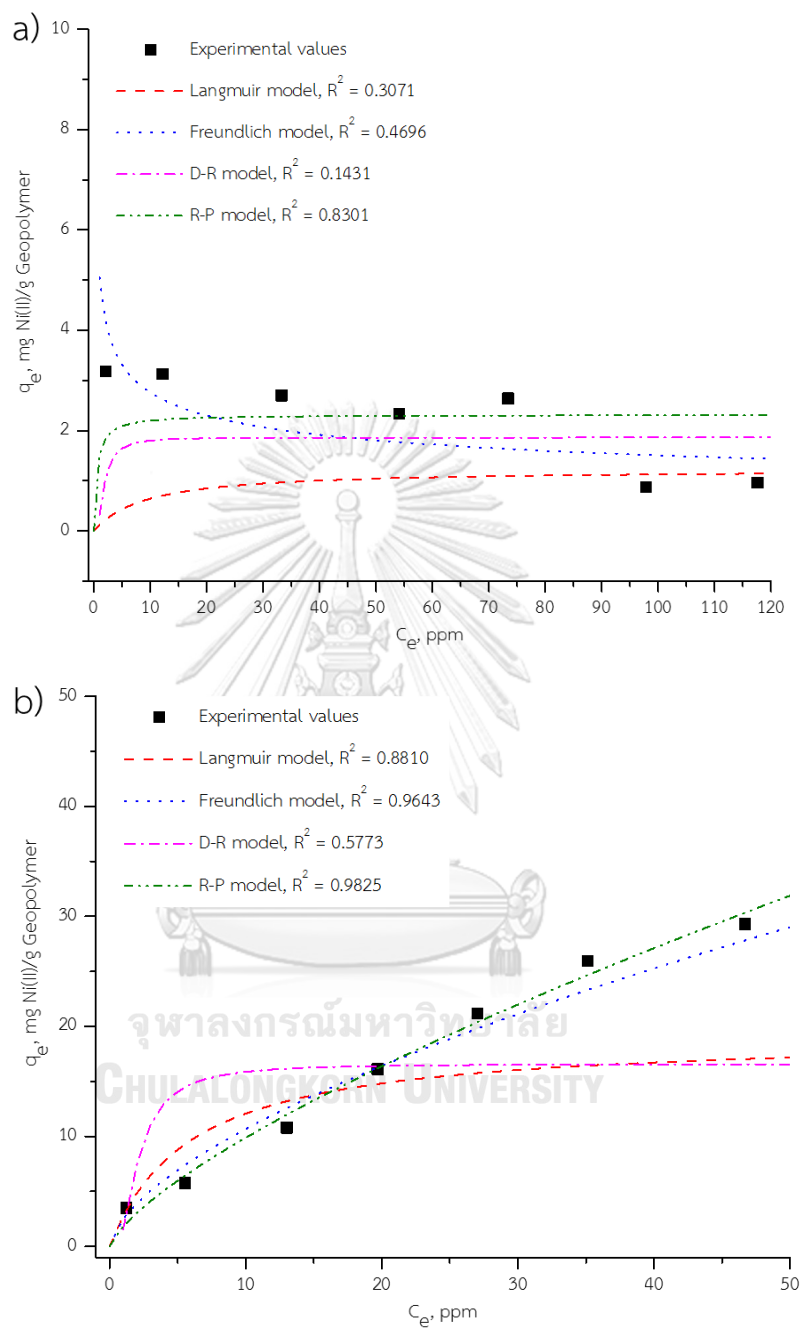 a)
10
8
6
4
2
0
Experimental values
Langmuir model, R² = 0.3071
Freundlich model, R² = 0.4696
D-R model, R² = 0.1431
R-P model, R² = 0.8301
qₑ, mg Ni(II)/g Geopolymer
0 10 20 30 40 50 60 70 80 90 100 110 120
Cₑ, ppm
b)
50
40
30
20
10
0
Experimental values
Langmuir model, R² = 0.8810
Freundlich model, R² = 0.9643
D-R model, R² = 0.5773
R-P model, R² = 0.9825
qₑ, mg Ni(II)/g Geopolymer
จุฬาลงกรณ์มหาวิทยาลัย
CHULALONGKORN UNIVERSITY
0 10 20 30 40 50
Cₑ, ppm